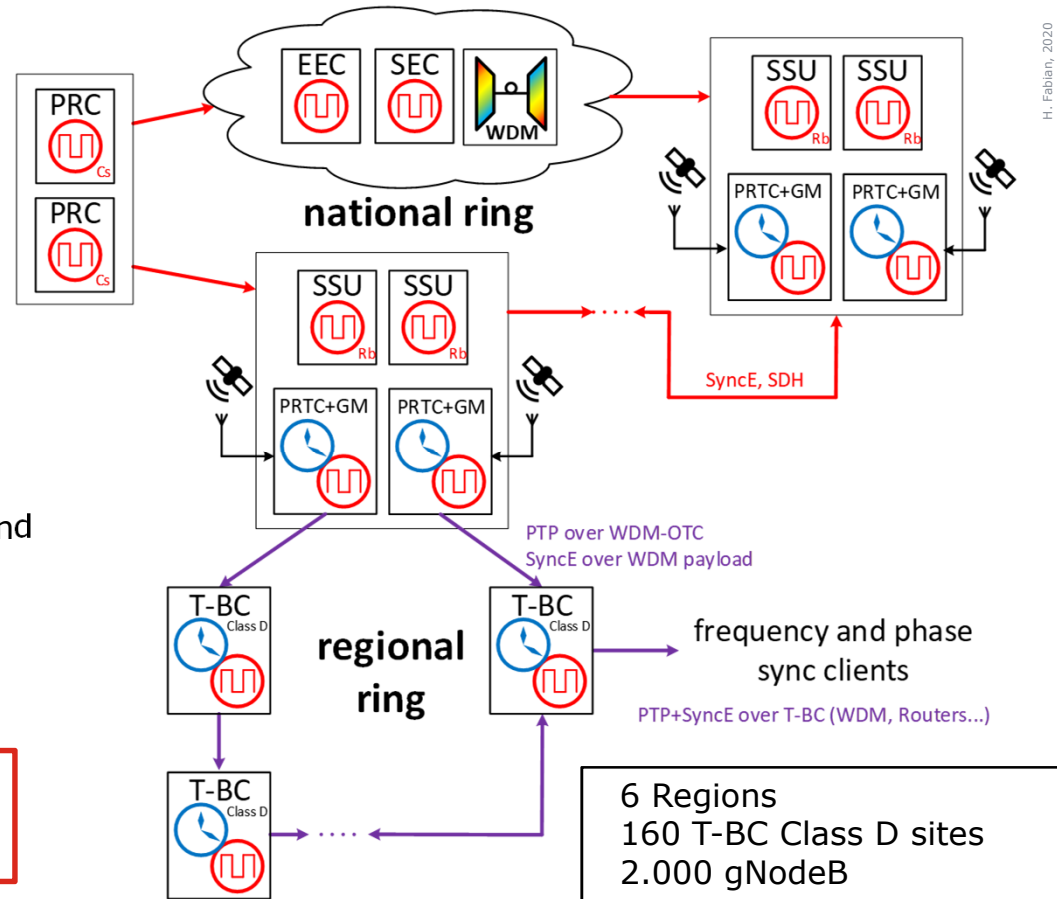 H. Fabian, 2020
EEC
SEC
WDM
SSU
Rb
SSU
Rb
PRC
Cs
PRC
Cs
PRTC+GM
PRTC+GM
national ring
SSU
Rb
SSU
Rb
SyncE, SDH
PRTC+GM
PRTC+GM
nd
PTP over WDM-OTC
SyncE over WDM payload
T-BC
Class D
T-BC
Class D
regional
ring
frequency and phase
sync clients
PTP+SyncE over T-BC (WDM, Routers...)
T-BC
Class D
6 Regions
160 T-BC Class D sites
2.000 gNodeB